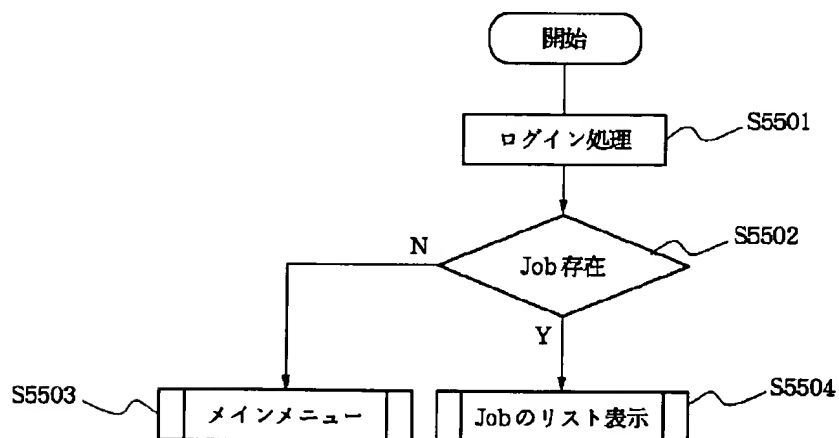 開始
ログイン処理
S5501
Job存在
S5502
N
Y
S5503
メインメニュー
Jobのリスト表示
S5504